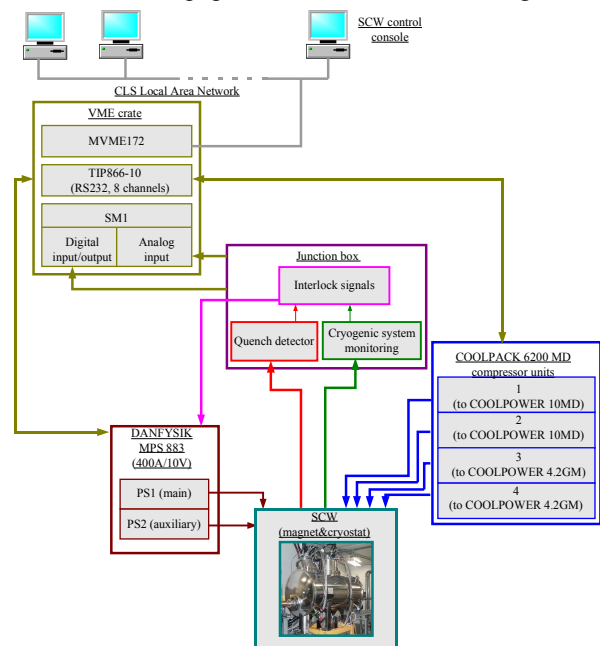 SCW control
console
CLS Local Area Network
VME crate
MVME172
TIP866-10
(RS232, 8 channels)
SM1
Digital
input/output
Analog
input
Junction box
Interlock signals
Quench detector
Cryogenic system
monitoring
COOLPACK 6200 MD
compressor units
1
(to COOLPOWER 10MD)
2
(to COOLPOWER 10MD)
3
(to COOLPOWER 4.2GM)
4
(to COOLPOWER 4.2GM)
DANFYSIK
MPS 883
(400A/10V)
PS1 (main)
PS2 (auxiliary)
SCW
(magnet&cryostat)